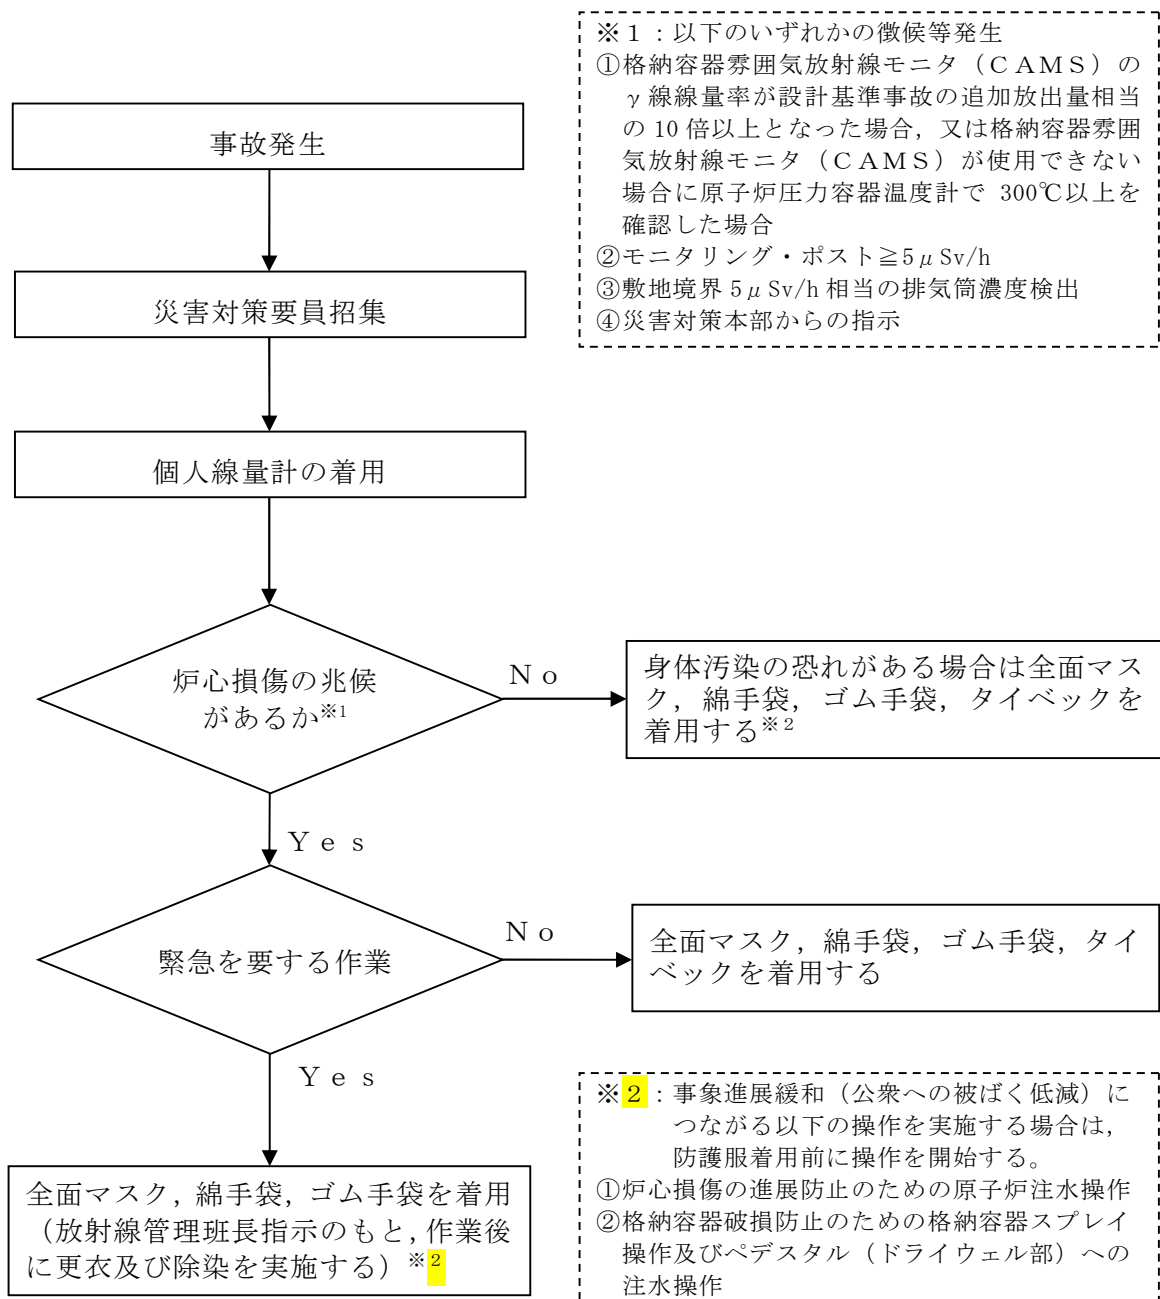 ※１：以下のいずれかの徴候等発生
①格納容器雰囲気放射線モニタ（ＣＡＭＳ）の
γ線線量率が設計基準事故の追加放出量相当
の 10 倍以上となった場合，又は格納容器雰囲
気放射線モニタ（ＣＡＭＳ）が使用できない
場合に原子炉圧力容器温度計で 300℃以上を
確認した場合
②モニタリング・ポスト≧5μSv/h
③敷地境界 5μSv/h 相当の排気筒濃度検出
④災害対策本部からの指示
事故発生
災害対策要員招集
個人線量計の着用
炉心損傷の兆候
があるか※1
Ｎｏ
身体汚染の恐れがある場合は全面マス
ク，綿手袋，ゴム手袋，タイベックを
着用する※２
Ｙｅｓ
緊急を要する作業
Ｎｏ
全面マスク，綿手袋，ゴム手袋，タイ
ベックを着用する
Ｙｅｓ
全面マスク，綿手袋，ゴム手袋を着用
（放射線管理班長指示のもと，作業後
に更衣及び除染を実施する）※２
※２：事象進展緩和（公衆への被ばく低減）に
つながる以下の操作を実施する場合は，
防護服着用前に操作を開始する。
①炉心損傷の進展防止のための原子炉注水操作
②格納容器破損防止のための格納容器スプレイ
操作及びペデスタル（ドライウェル部）への
注水操作